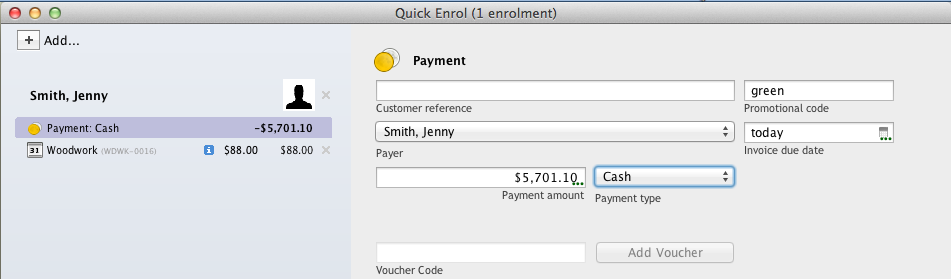 Quick Enrol (1 enrolment)
+ Add...
Smith, Jenny
Payment: Cash -$5,701.10
31 Woodwork (WDWK-0016) i $88.00 $88.00
Payment
green
Customer reference Promotional code
Smith, Jenny today
Payer Invoice due date
$5,701.10 Cash
Payment amount Payment type
Add Voucher
Voucher Code